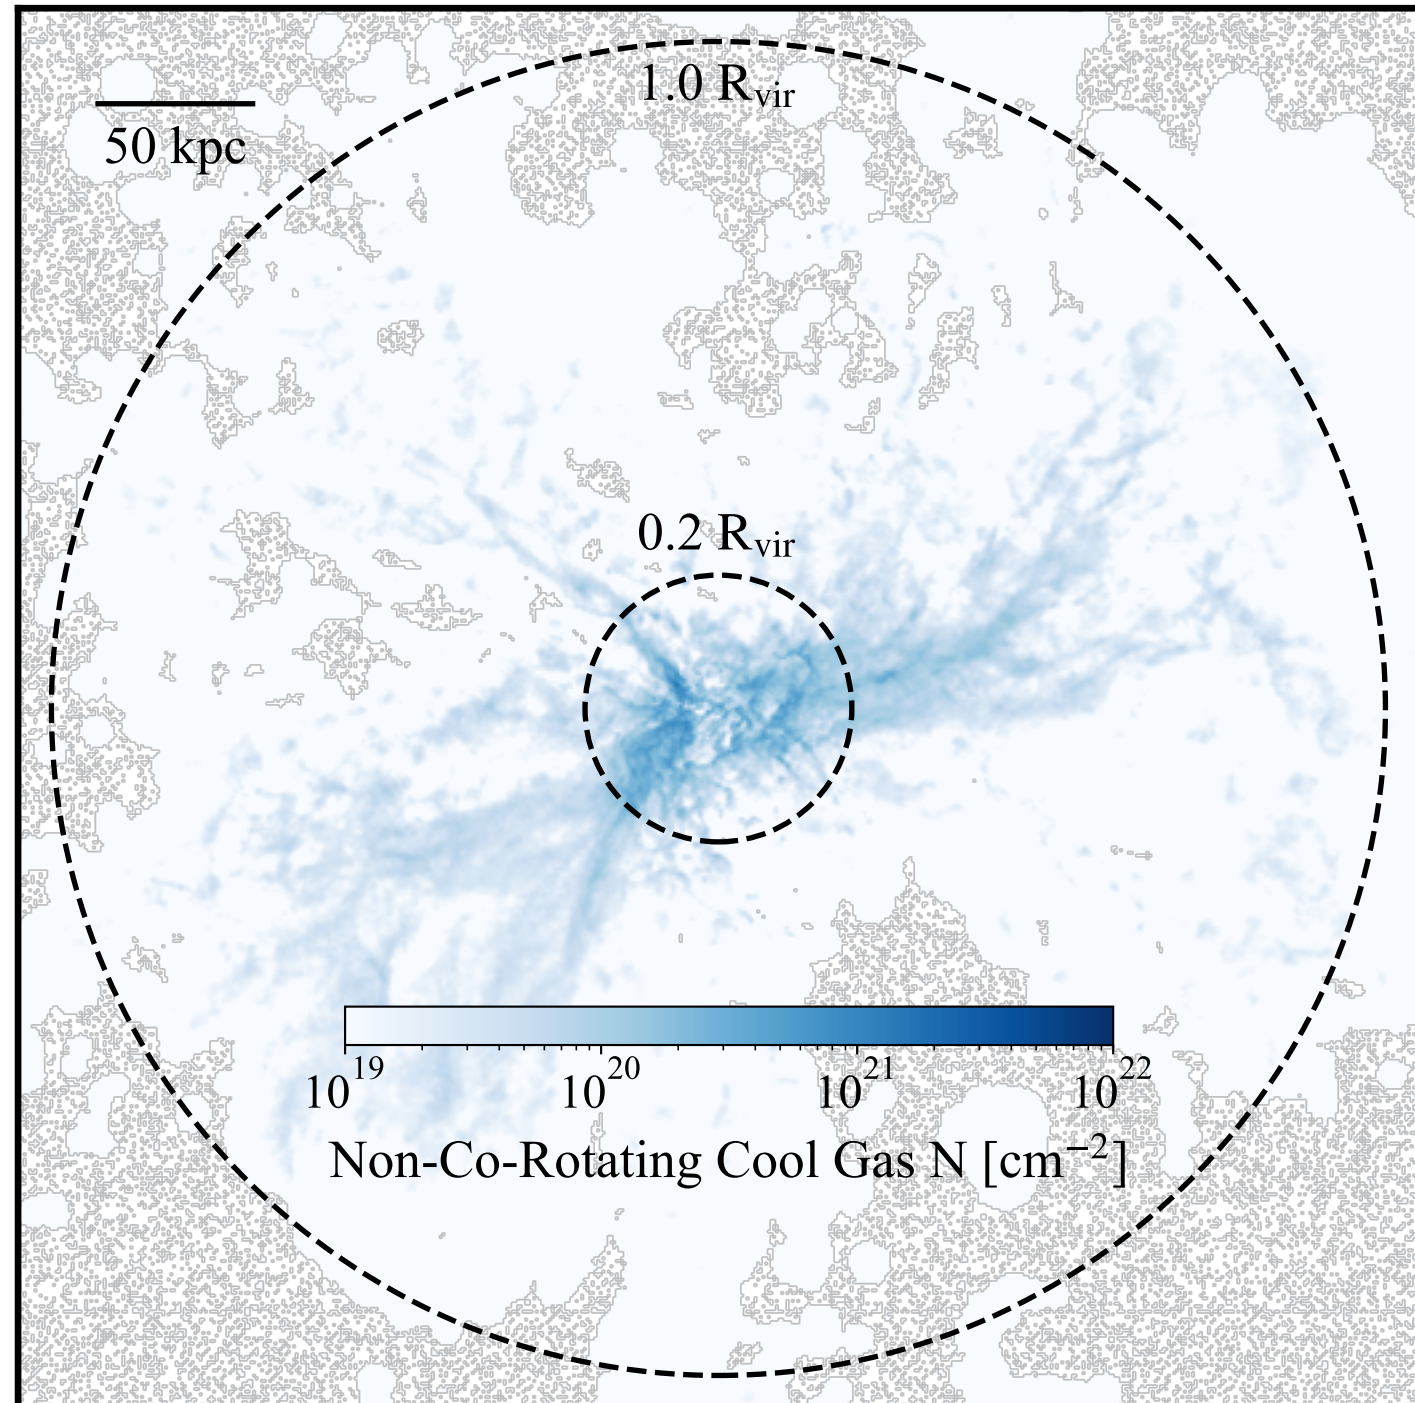 1.0 R_vir
50 kpc
0.2 R_vir
10^19 10^20 10^21 10^22
Non-Co-Rotating Cool Gas N [cm^−2]